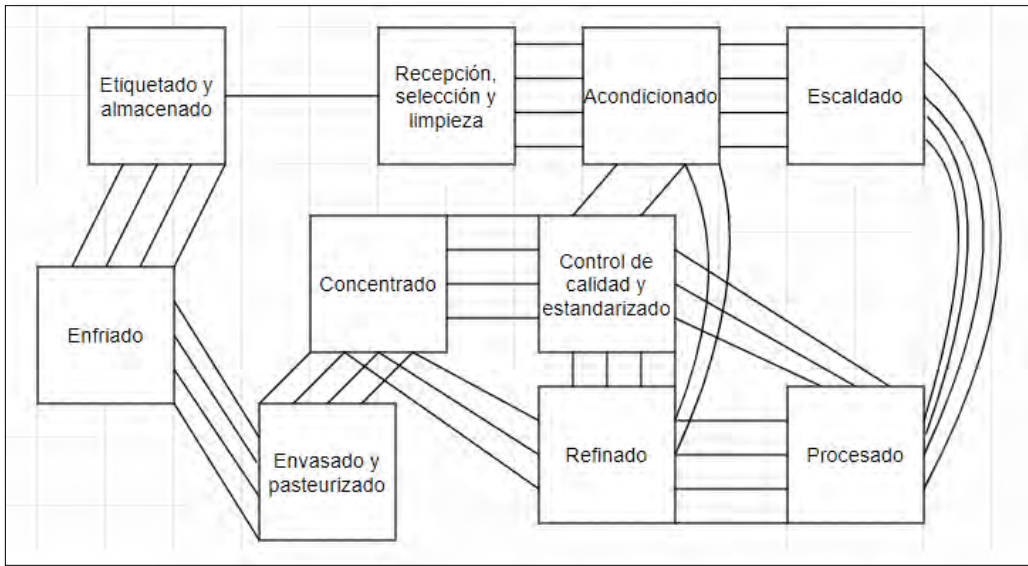 Etiquetado y
almacenado
Recepción,
selección y
limpieza
Acondicionado
Escaldado
Concentrado
Control de
calidad y
estandarizado
Enfriado
Envasado y
pasteurizado
Refinado
Procesado